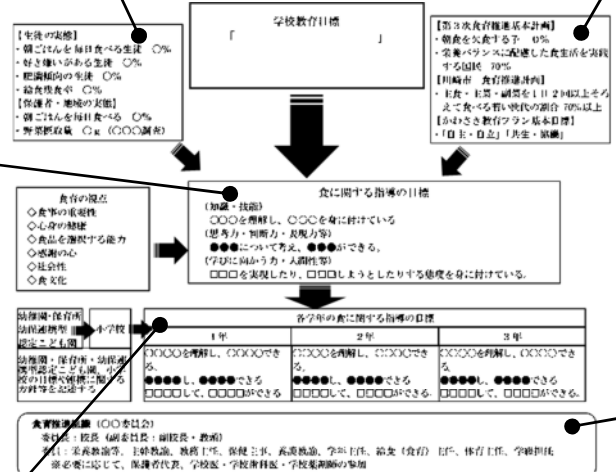 学校教育目標
「　　　　　　　　」
【生徒の実態】
・朝ごはんを毎日食べる生徒　○%
・好き嫌いがある生徒　○%
・肥満傾向の生徒　○%
・給食残食率　○%
【保護者・地域の実態】
・朝ごはんを毎日食べる　○%
・野菜摂取量　○g（○○○調査）
【第３次食育推進基本計画】
・朝食を欠食する子　0%
・栄養バランスに配慮した食生活を実践
する国民　70%
【川崎市　食育推進計画】
・主食・主菜・副菜を１日２回以上そろ
えて食べる若い世代の割合 70%以上
【かわさき教育プラン基本目標】
・「自主・自立」「共生・協働」
食育の視点
◇食事の重要性
◇心身の健康
◇食品を選択する能力
◇感謝の心
◇社会性
◇食文化
食に関する指導の目標
（知識・技能）
○○○を理解し、○○○を身に付けている
（思考力・判断力・表現力等）
●●●について考え、●●●ができる。
（学びに向かう力・人間性等）
□□□を実現したり、□□□しようとしたりする態度を身に付けている。
幼稚園・保育所
幼保連携型
認定こども園
小学校
幼稚園・保育所・幼保連
携型認定こども園、小学
校の目標や連携に関する
方針等を記述する
各学年の食に関する指導の目標
１年
２年
３年
○○○○を理解し、○○○○でき
る。
●●●●し、●●●●できる
□□□□して、□□□□ができる。
○○○○を理解し、○○○○でき
る。
●●●●し、●●●●できる
□□□□して、□□□□ができる。
○○○○を理解し、○○○○でき
る。
●●●●し、●●●●できる
□□□□して、□□□□ができる。
食育推進組織（○○委員会）
委員長：校長（副委員長：副校長・教頭）
委員：栄養教諭等、主幹教諭、教務主任、保健主事、養護教諭、学年主任、給食（食育）主任、体育主任、学級担任
※必要に応じて、保護者代表、学校医・学校歯科医・学校薬剤師の参加